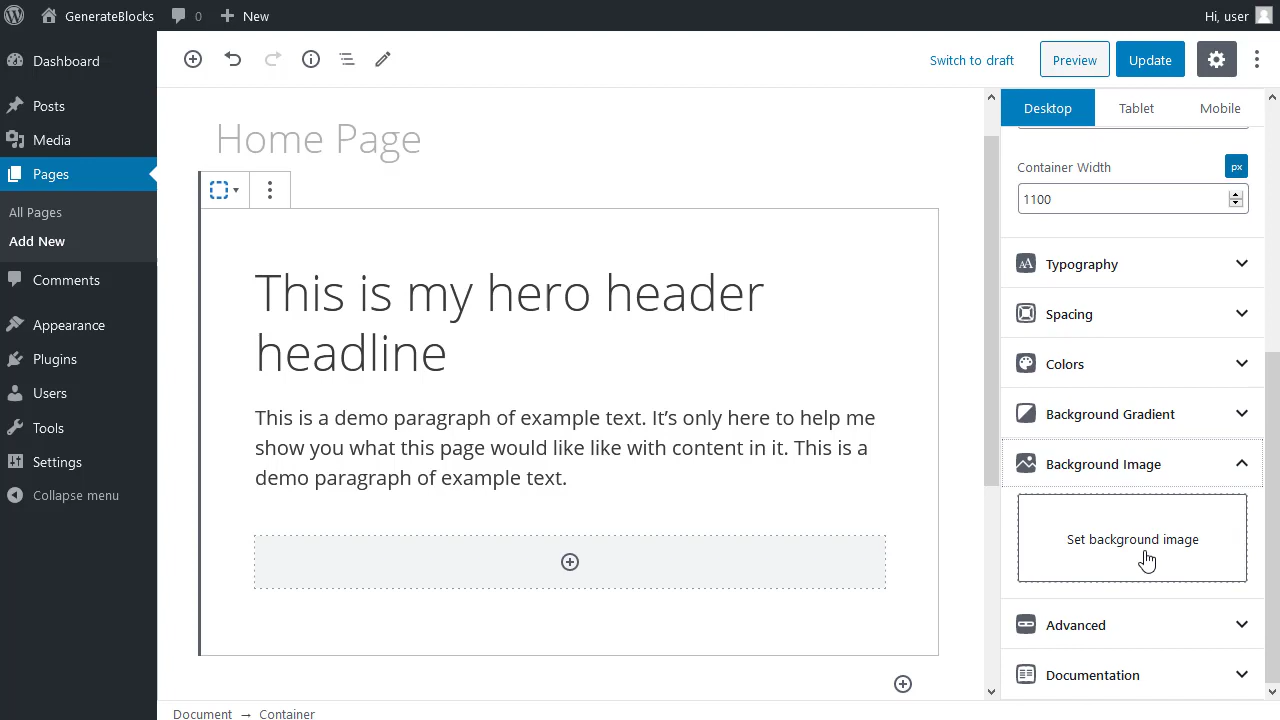 GenerateBlocks 0 New Hi, user
Dashboard
Posts
Media
Pages
All Pages
Add New
Comments
Appearance
Plugins
Users
Tools
Settings
Collapse menu
Switch to draft Preview Update
Home Page
This is my hero header
headline
This is a demo paragraph of example text. It’s only here to help me
show you what this page would like like with content in it. This is a
demo paragraph of example text.
Document → Container
Desktop Tablet Mobile
Container Width px
1100
Typography
Spacing
Colors
Background Gradient
Background Image
Set background image
Advanced
Documentation